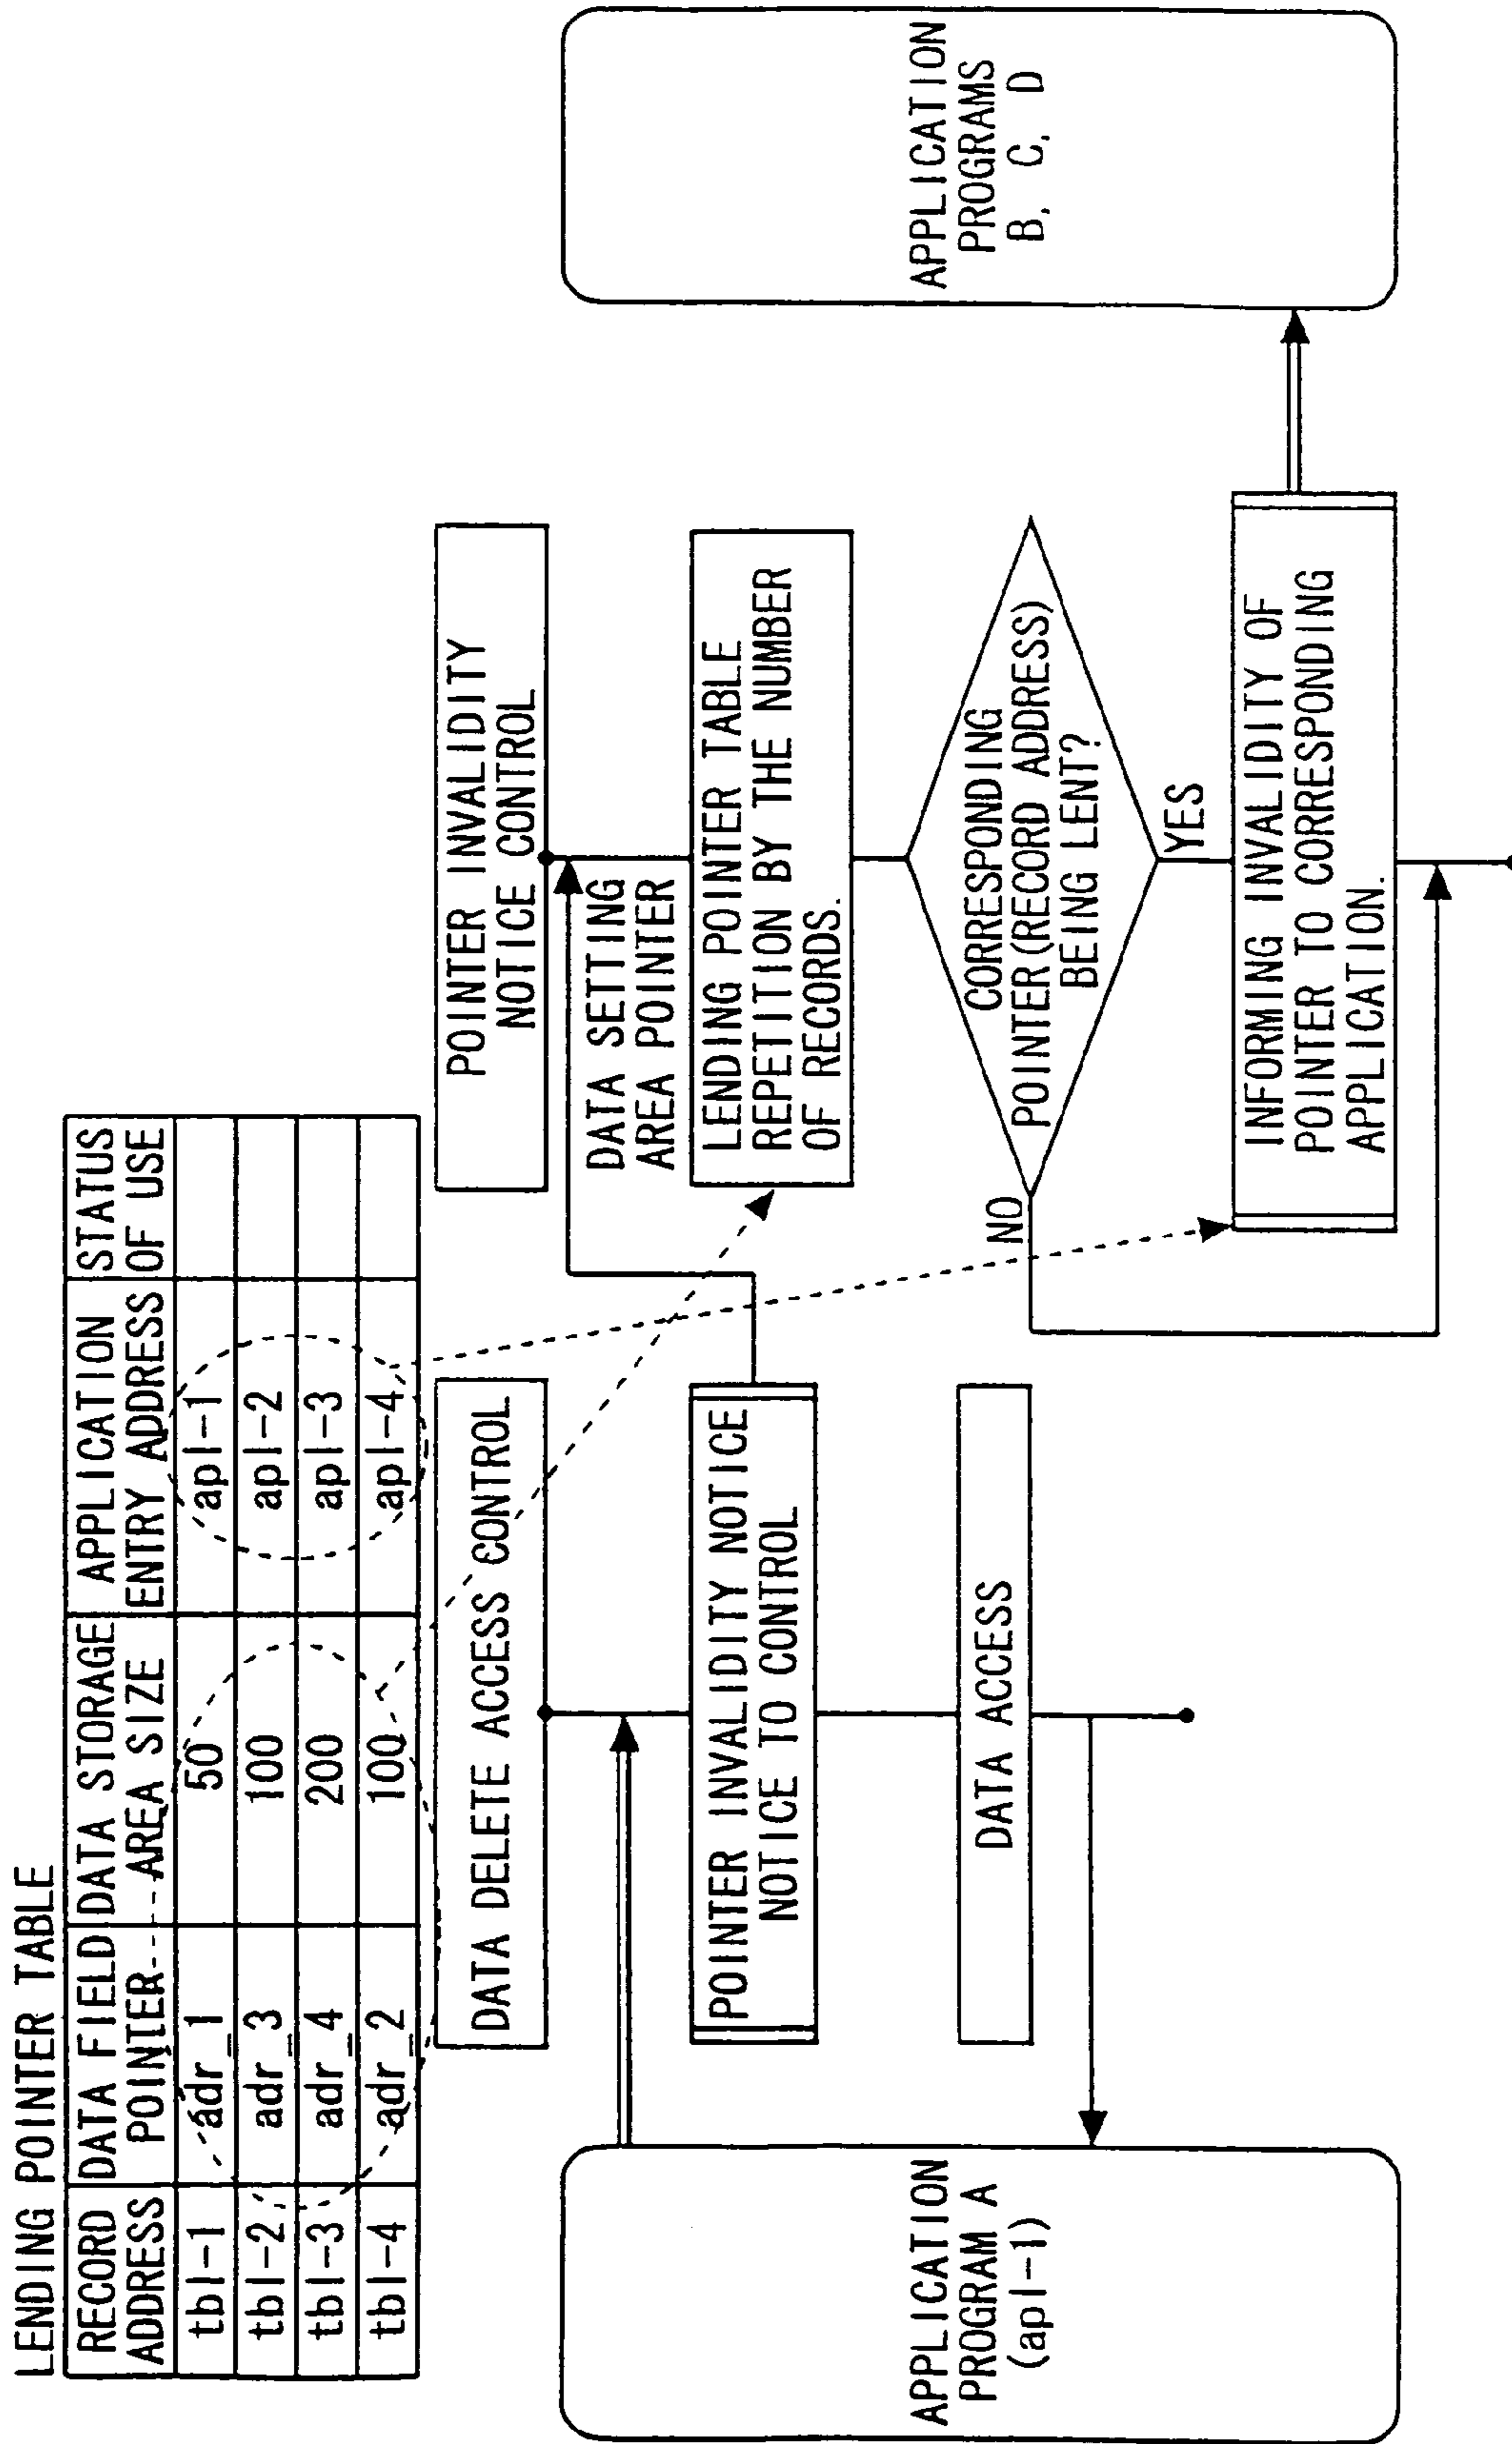 LENDING POINTER TABLE
RECORD ADDRESS | DATA FIELD POINTER | DATA STORAGE AREA SIZE | APPLICATION ENTRY ADDRESS | STATUS OF USE
tbl-1 | adr_1 | 50 | apl-1 |
tbl-2 | adr_3 | 100 | apl-2 |
tbl-3 | adr_4 | 200 | apl-3 |
tbl-4 | adr_2 | 100 | apl-4 |
APPLICATION
PROGRAM A
(apl-1)
DATA DELETE ACCESS CONTROL
POINTER INVALIDITY NOTICE
NOTICE TO CONTROL
DATA ACCESS
POINTER INVALIDITY
NOTICE CONTROL
DATA SETTING
AREA POINTER
LENDING POINTER TABLE
REPETITION BY THE NUMBER
OF RECORDS.
CORRESPONDING
POINTER(RECORD ADDRESS)
BEING LENT?
NO
YES
INFORMING INVALIDITY OF
POINTER TO CORRESPONDING
APPLICATION.
APPLICATION
PROGRAMS
B, C, D